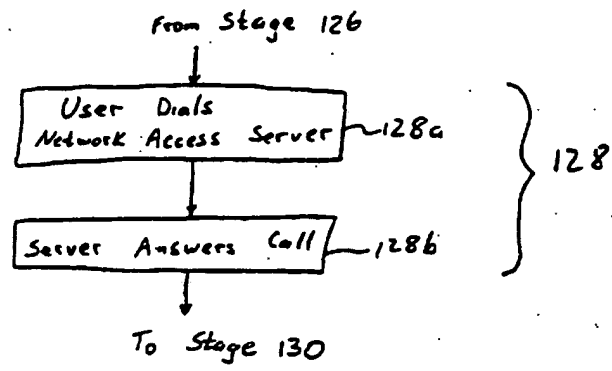 From Stage 126
User Dials
Network Access Server
128a
128
Server Answers Call
128b
To Stage 130